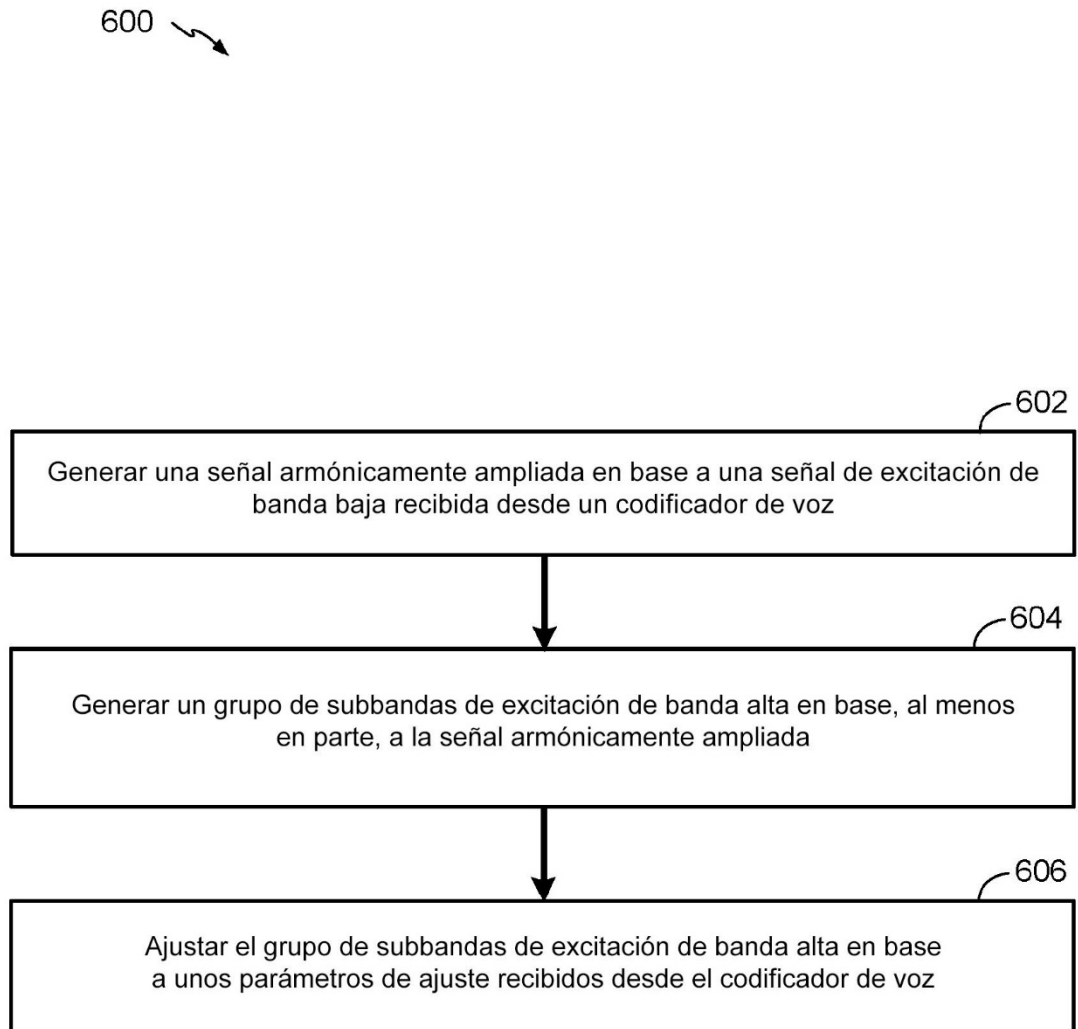 600
602
Generar una señal armónicamente ampliada en base a una señal de excitación de
banda baja recibida desde un codificador de voz
604
Generar un grupo de subbandas de excitación de banda alta en base, al menos
en parte, a la señal armónicamente ampliada
606
Ajustar el grupo de subbandas de excitación de banda alta en base
a unos parámetros de ajuste recibidos desde el codificador de voz